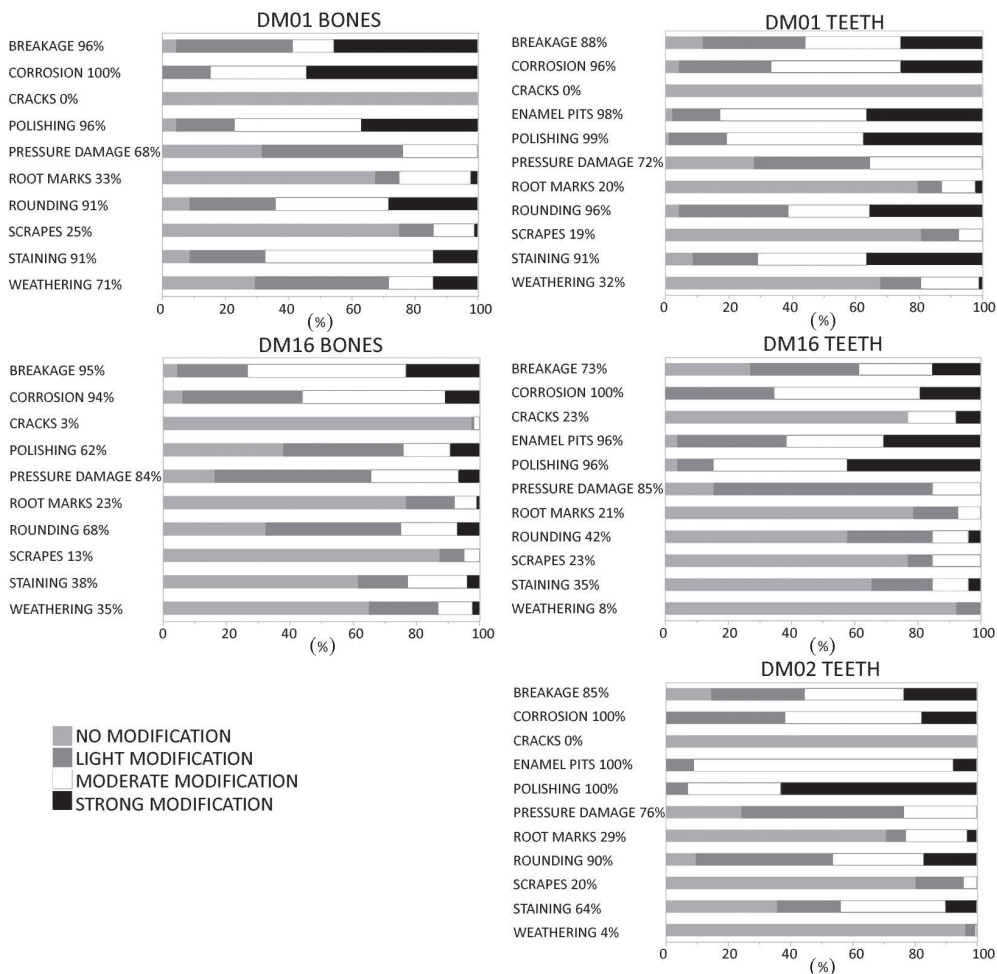 DM01 BONES
BREAKAGE 96%
CORROSION 100%
CRACKS 0%
POLISHING 96%
PRESSURE DAMAGE 68%
ROOT MARKS 33%
ROUNDING 91%
SCRAPES 25%
STAINING 91%
WEATHERING 71%
0 20 40 60 80 100
(%)
DM01 TEETH
BREAKAGE 88%
CORROSION 96%
CRACKS 0%
ENAMEL PITS 98%
POLISHING 99%
PRESSURE DAMAGE 72%
ROOT MARKS 20%
ROUNDING 96%
SCRAPES 19%
STAINING 91%
WEATHERING 32%
0 20 40 60 80 100
(%)
DM16 BONES
BREAKAGE 95%
CORROSION 94%
CRACKS 3%
POLISHING 62%
PRESSURE DAMAGE 84%
ROOT MARKS 23%
ROUNDING 68%
SCRAPES 13%
STAINING 38%
WEATHERING 35%
0 20 40 60 80 100
(%)
DM16 TEETH
BREAKAGE 73%
CORROSION 100%
CRACKS 23%
ENAMEL PITS 96%
POLISHING 96%
PRESSURE DAMAGE 85%
ROOT MARKS 21%
ROUNDING 42%
SCRAPES 23%
STAINING 35%
WEATHERING 8%
0 20 40 60 80 100
(%)
NO MODIFICATION
LIGHT MODIFICATION
MODERATE MODIFICATION
STRONG MODIFICATION
DM02 TEETH
BREAKAGE 85%
CORROSION 100%
CRACKS 0%
ENAMEL PITS 100%
POLISHING 100%
PRESSURE DAMAGE 76%
ROOT MARKS 29%
ROUNDING 90%
SCRAPES 20%
STAINING 64%
WEATHERING 4%
0 20 40 60 80 100
(%)